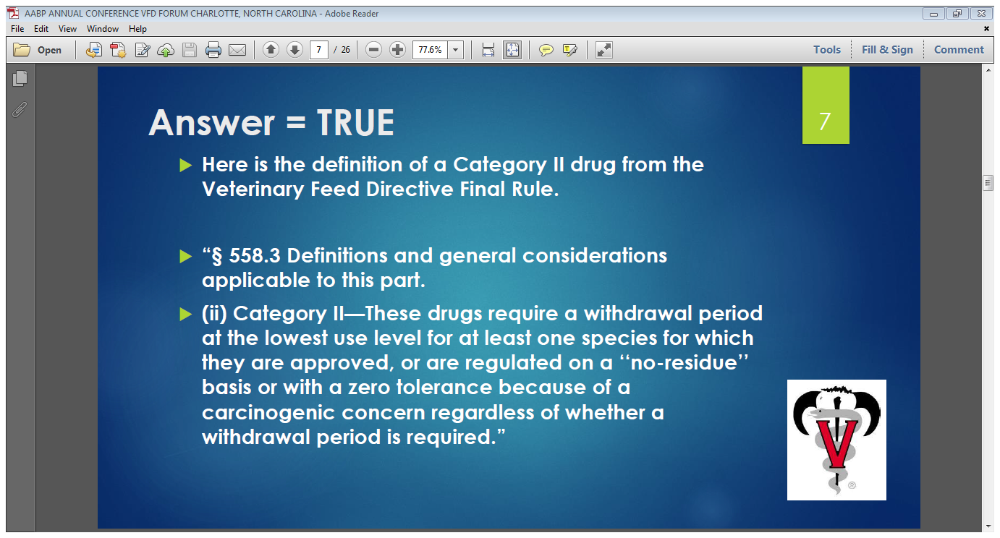 AABP ANNUAL CONFERENCE VFD FORUM CHARLOTTE, NORTH CAROLINA - Adobe Reader
File Edit View Window Help
Open 7 / 26 77.6% Tools Fill & Sign Comment
7
Answer = TRUE
Here is the definition of a Category II drug from the
Veterinary Feed Directive Final Rule.
“§ 558.3 Definitions and general considerations
applicable to this part.
(ii) Category II—These drugs require a withdrawal period
at the lowest use level for at least one species for which
they are approved, or are regulated on a ‘‘no-residue’’
basis or with a zero tolerance because of a
carcinogenic concern regardless of whether a
withdrawal period is required.”
V
®